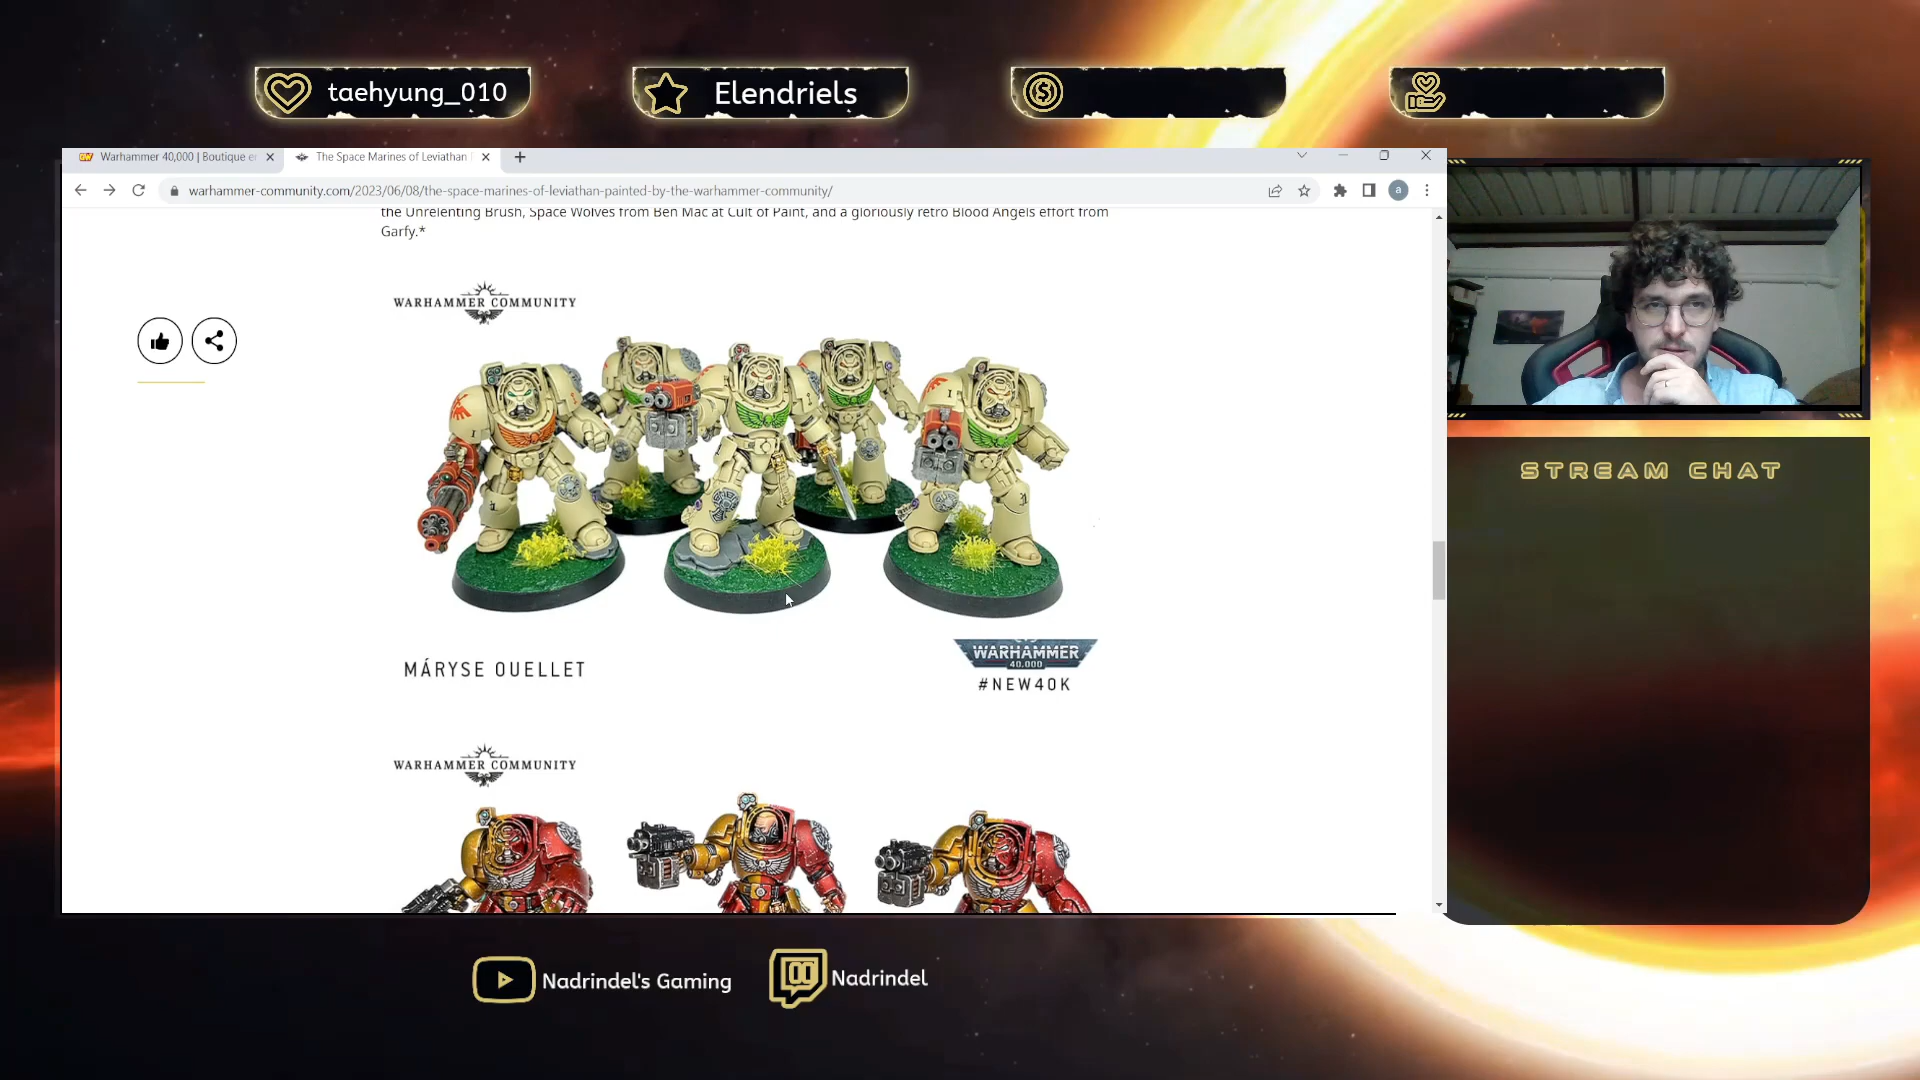 taehyung_010
Elendriels
Warhammer 40,000 | Boutique er
The Space Marines of Leviathan
warhammer-community.com/2023/06/08/the-space-marines-of-leviathan-painted-by-the-warhammer-community/
a
the Unrelenting Brush, Space Wolves from Ben Mac at Cult of Paint, and a gloriously retro Blood Angels effort from
Garfy.*
WARHAMMER COMMUNITY
MÁRYSE OUELLET
WARHAMMER
40,000
#NEW40K
WARHAMMER COMMUNITY
STREAM CHAT
Nadrindel's Gaming
Nadrindel